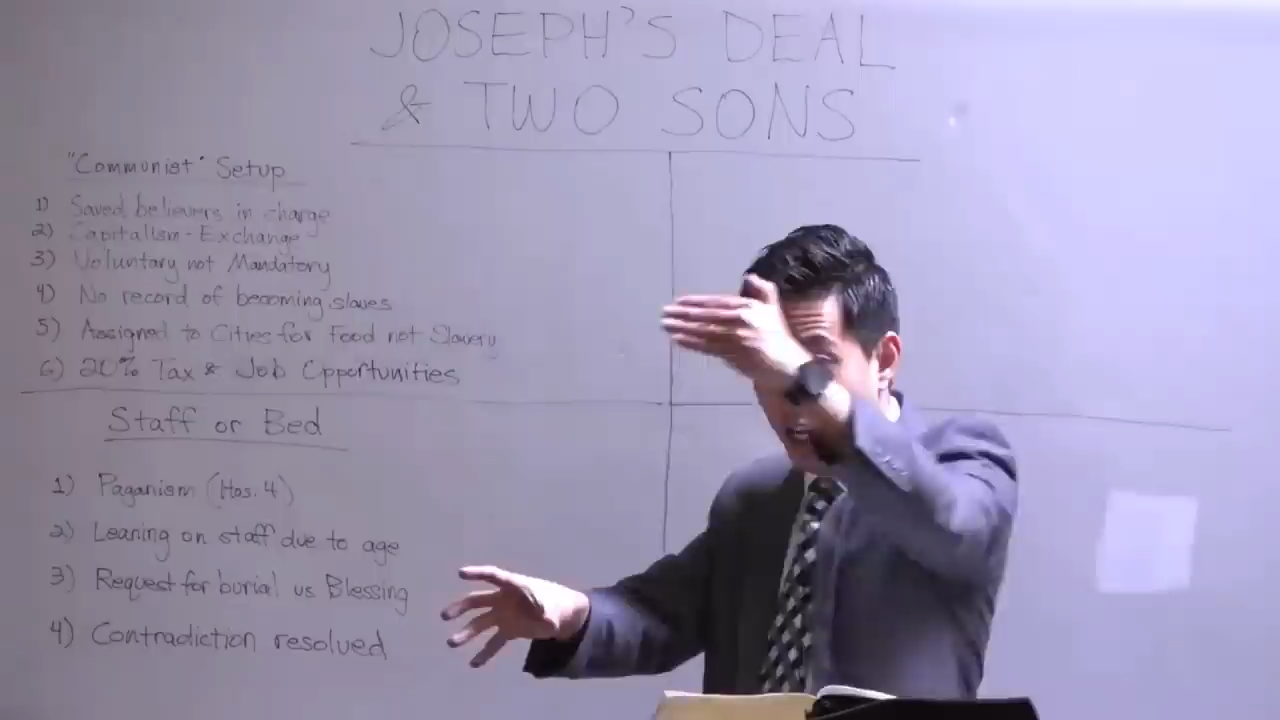 JOSEPH'S DEAL
& TWO SONS
"Communist" Setup
1) Saved believers in charge
2) Capitalism - Exchange
3) Voluntary not Mandatory
4) No record of becoming slaves
5) Assigned to Cities for Food not Slavery
6) 20% Tax & Job Opportunities
Staff or Bed
1) Paganism (Hos. 4)
2) Leaning on staff due to age
3) Request for burial vs Blessing
4) Contradiction resolved